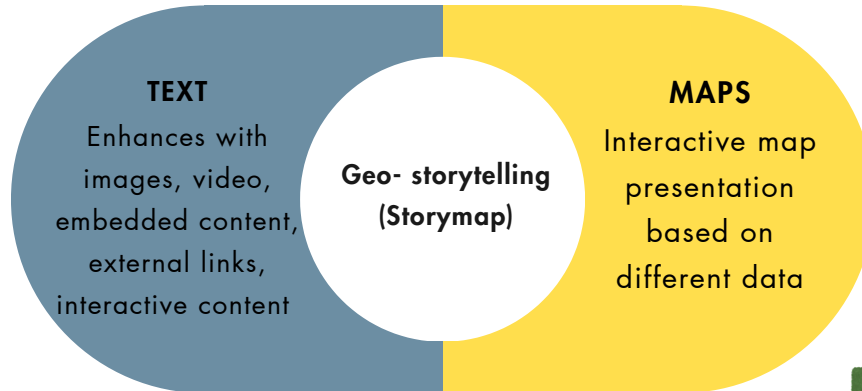 TEXT
Enhances with
images, video,
embedded content,
external links,
interactive content
Geo- storytelling
(Storymap)
MAPS
Interactive map
presentation
based on
different data